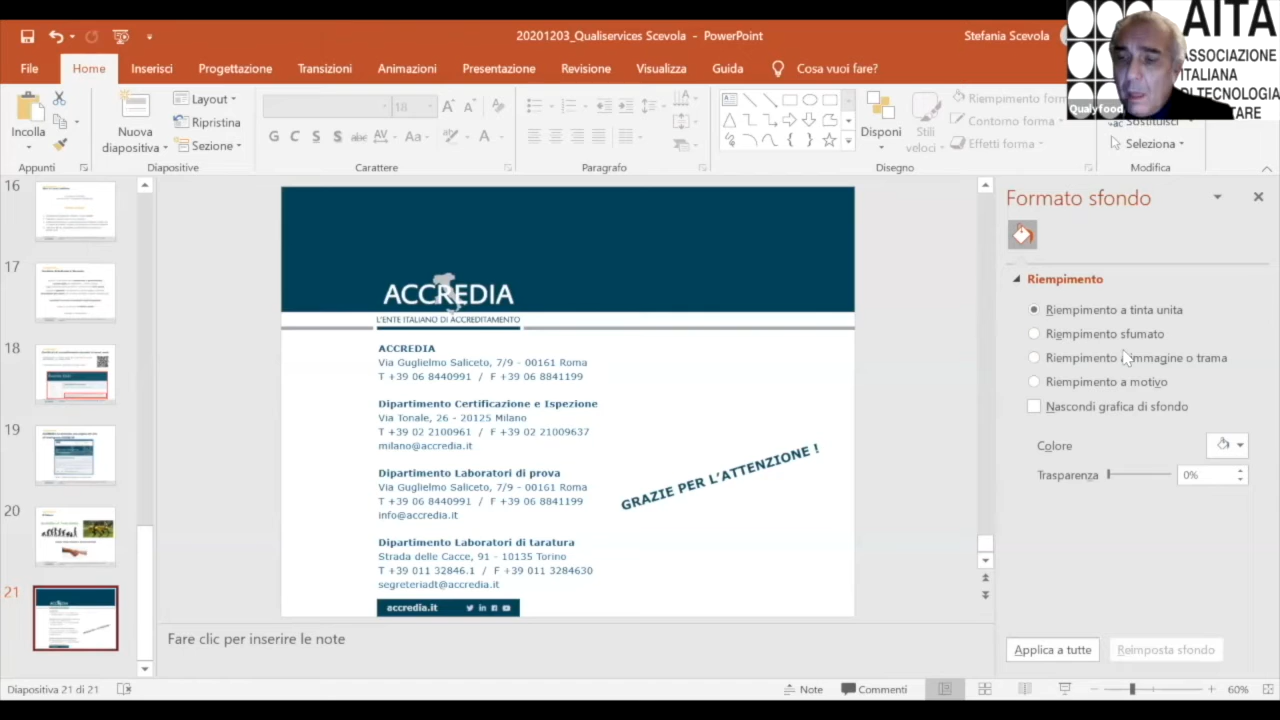 20201203_Qualiservices Scevola - PowerPoint
Stefania Scevola
File
Home
Inserisci
Progettazione
Transizioni
Animazioni
Presentazione
Revisione
Visualizza
Guida
Cosa vuoi fare?
AITA
ASSOCIAZIONE
ITALIANA
DI TECNOLOGIA
Qualyfood
Incolla
Appunti
Nuova
diapositiva
Layout
Ripristina
Sezione
Diapositive
18
G C S S abc AV Aa A
Carattere
Paragrafo
Disponi
Stili
veloci
Riempimento
Contorno forma
Effetti forma
Disegno
Sostituisci
Seleziona
Modifica
16
17
18
19
20
21
ACCREDIA
L'ENTE ITALIANO DI ACCREDITAMENTO
ACCREDIA
Via Guglielmo Saliceto, 7/9 - 00161 Roma
T +39 06 8440991 / F +39 06 8841199
Dipartimento Certificazione e Ispezione
Via Tonale, 26 - 20125 Milano
T +39 02 2100961 / F +39 02 21009637
milano@accredia.it
Dipartimento Laboratori di prova
Via Guglielmo Saliceto, 7/9 - 00161 Roma
T +39 06 8440991 / F +39 06 8841199
info@accredia.it
Dipartimento Laboratori di taratura
Strada delle Cacce, 91 - 10135 Torino
T +39 011 32846.1 / F +39 011 3284630
segreteriadt@accredia.it
accredia.it
GRAZIE PER L'ATTENZIONE !
Formato sfondo
Riempimento
Riempimento a tinta unita
Riempimento sfumato
Riempimento a immagine o trama
Riempimento a motivo
Nascondi grafica di sfondo
Colore
Trasparenza
0%
Applica a tutte
Reimposta sfondo
Fare clic per inserire le note
Diapositiva 21 di 21
Note
Commenti
60%